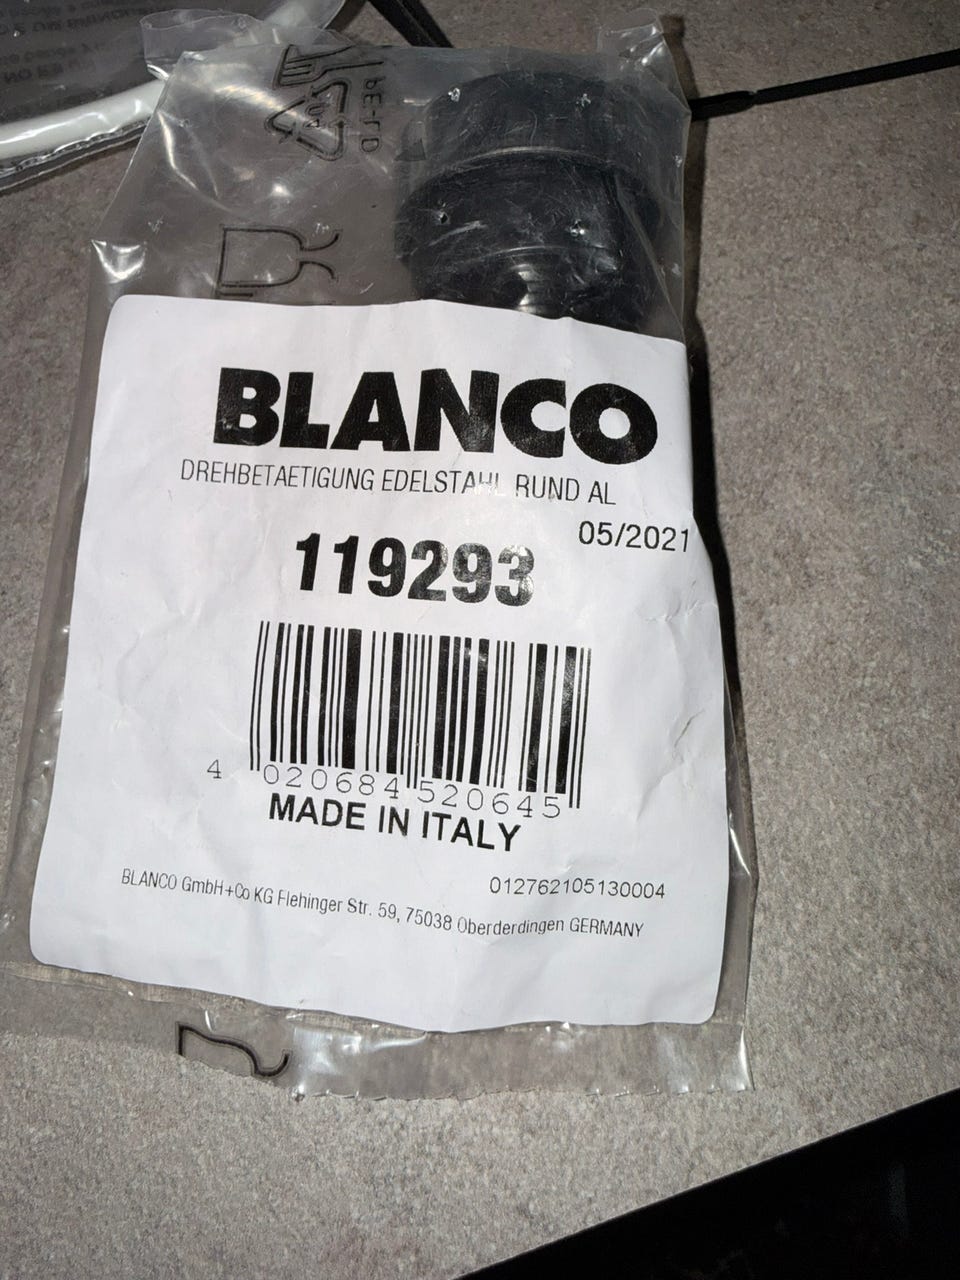 BLANCO
DREHBETAETIGUNG EDELSTAHL RUND AL
05/2021
119293
4 020684 520645
MADE IN ITALY
012762105130004
BLANCO GmbH+Co KG Flehinger Str. 59, 75038 Oberderdingen GERMANY